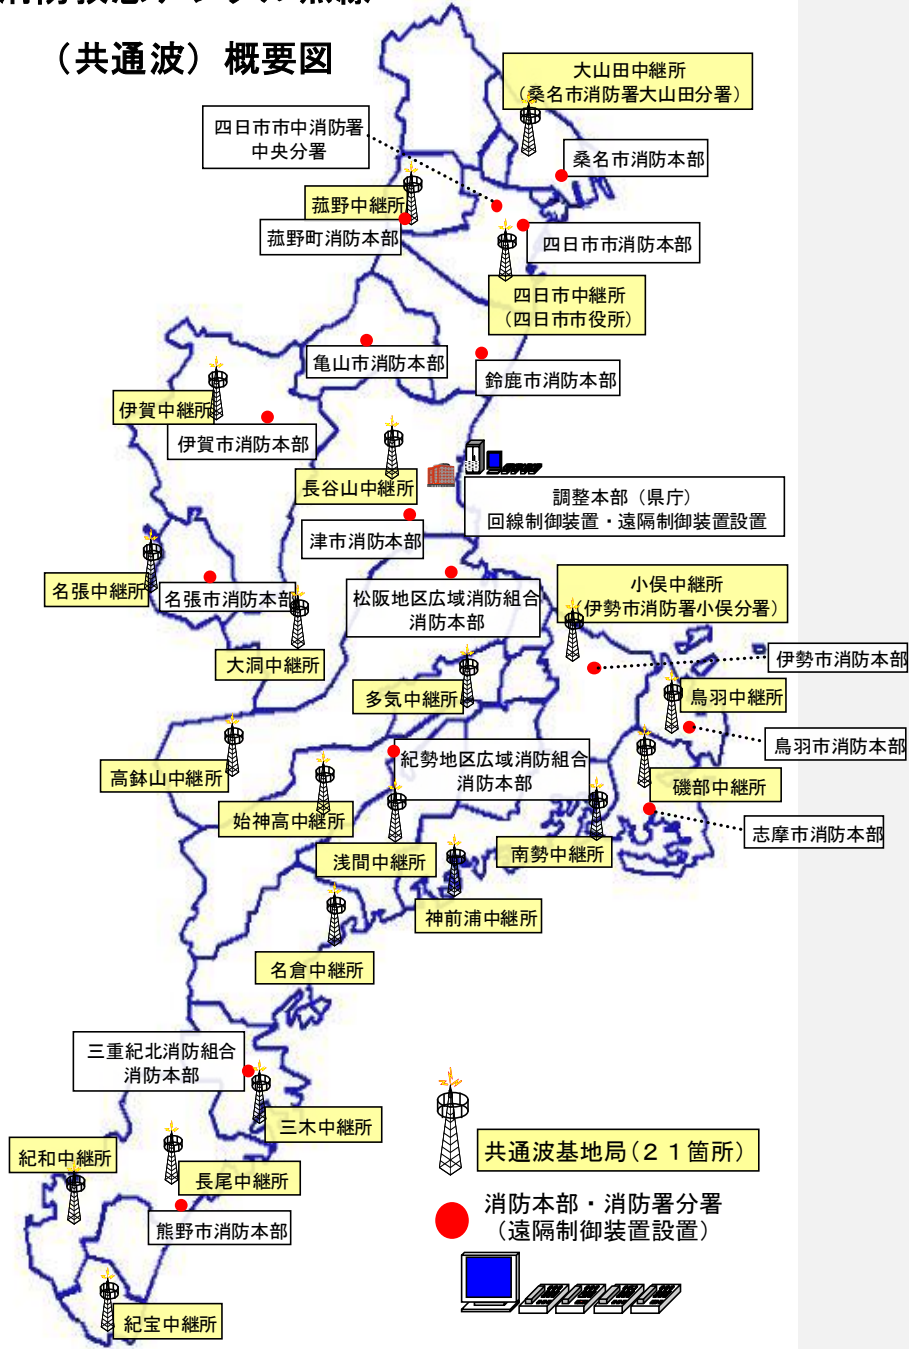 （共通波）概要図
大山田中継所
（桑名市消防署大山田分署）
四日市市中消防署
中央分署
桑名市消防本部
菰野中継所
菰野町消防本部
四日市市消防本部
四日市中継所
（四日市市役所）
亀山市消防本部
鈴鹿市消防本部
伊賀中継所
伊賀市消防本部
長谷山中継所
調整本部（県庁）
回線制御装置・遠隔制御装置設置
津市消防本部
名張中継所
名張市消防本部
松阪地区広域消防組合
消防本部
小俣中継所
（伊勢市消防署小俣分署）
大洞中継所
伊勢市消防本部
多気中継所
鳥羽中継所
鳥羽市消防本部
高鉢山中継所
紀勢地区広域消防組合
消防本部
磯部中継所
始神高中継所
志摩市消防本部
浅間中継所
南勢中継所
神前浦中継所
名倉中継所
三重紀北消防組合
消防本部
三木中継所
紀和中継所
長尾中継所
熊野市消防本部
紀宝中継所
共通波基地局（２１箇所）
消防本部・消防署分署
（遠隔制御装置設置）